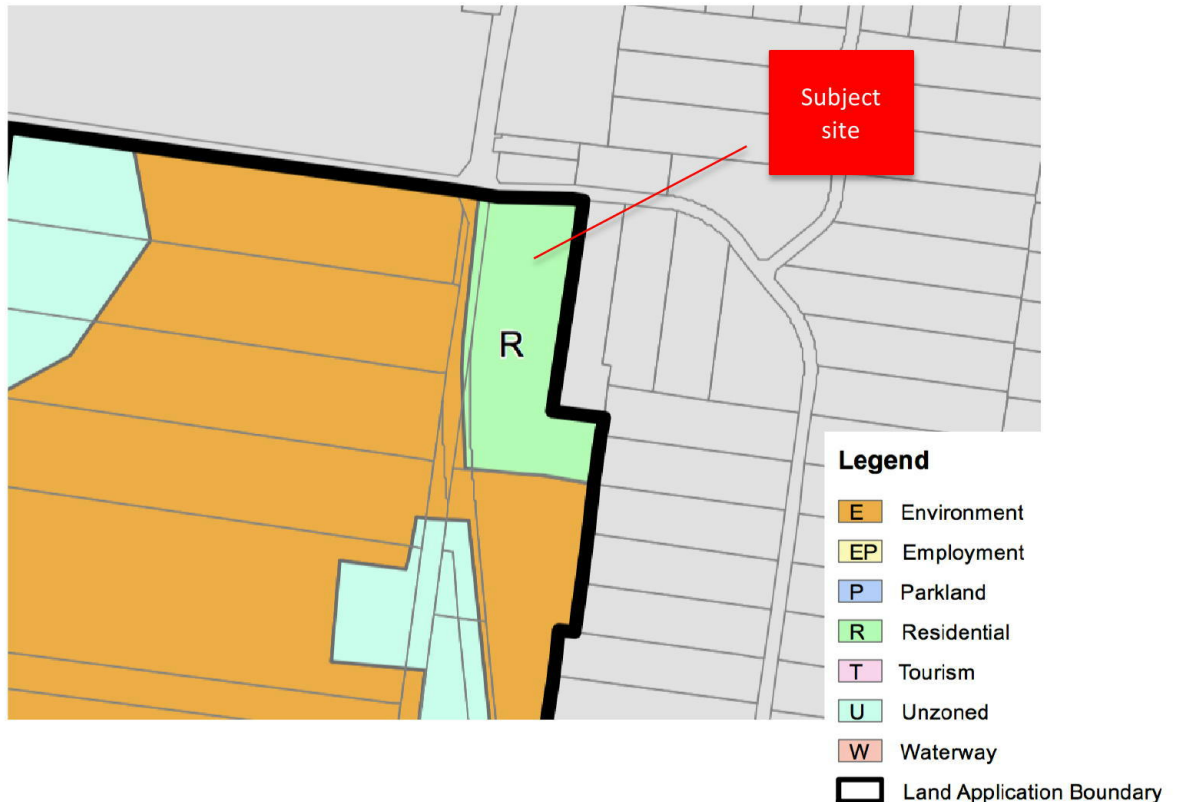 Subject
site
R
Legend
E Environment
EP Employment
P Parkland
R Residential
T Tourism
U Unzoned
W Waterway
Land Application Boundary